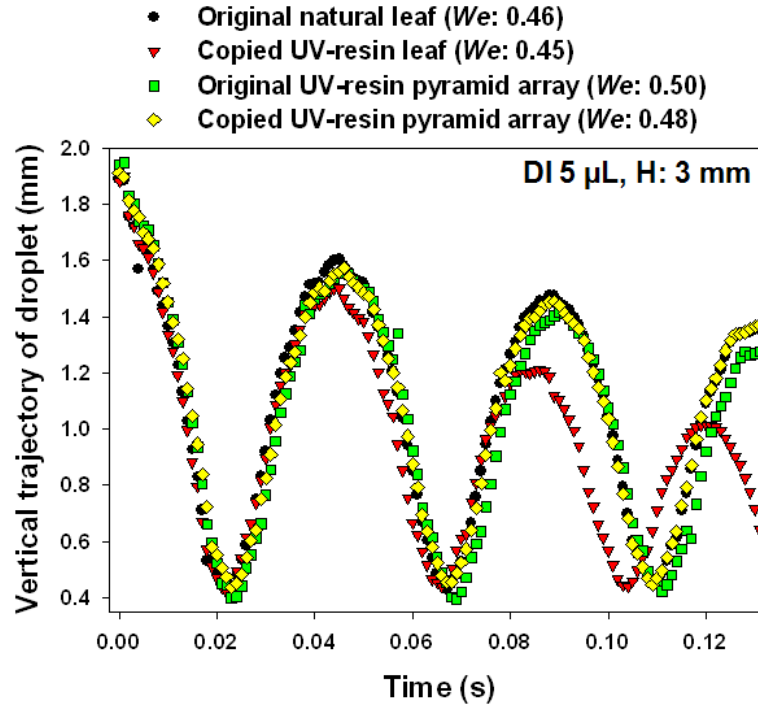 Original natural leaf (We: 0.46)
Copied UV-resin leaf (We: 0.45)
Original UV-resin pyramid array (We: 0.50)
Copied UV-resin pyramid array (We: 0.48)
DI 5 µL, H: 3 mm
Vertical trajectory of droplet (mm)
2.0
1.8
1.6
1.4
1.2
1.0
0.8
0.6
0.4
0.00 0.02 0.04 0.06 0.08 0.10 0.12
Time (s)